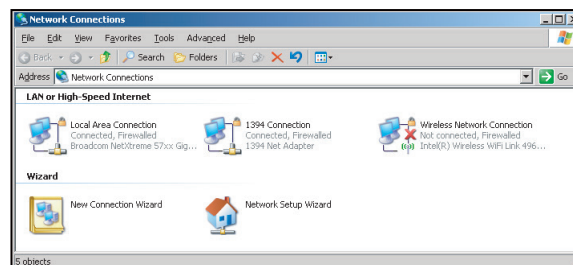 Network Connections
File Edit View Favorites Tools Advanced Help
Back Search Folders
Address Network Connections Go
LAN or High-Speed Internet
Local Area Connection
Connected, Firewalled
Broadcom NetXtreme 57xx Gig...
1394 Connection
Connected, Firewalled
1394 Net Adapter
Wireless Network Connection
Not connected, Firewalled
Intel(R) Wireless WiFi Link 496...
Wizard
New Connection Wizard
Network Setup Wizard
5 objects